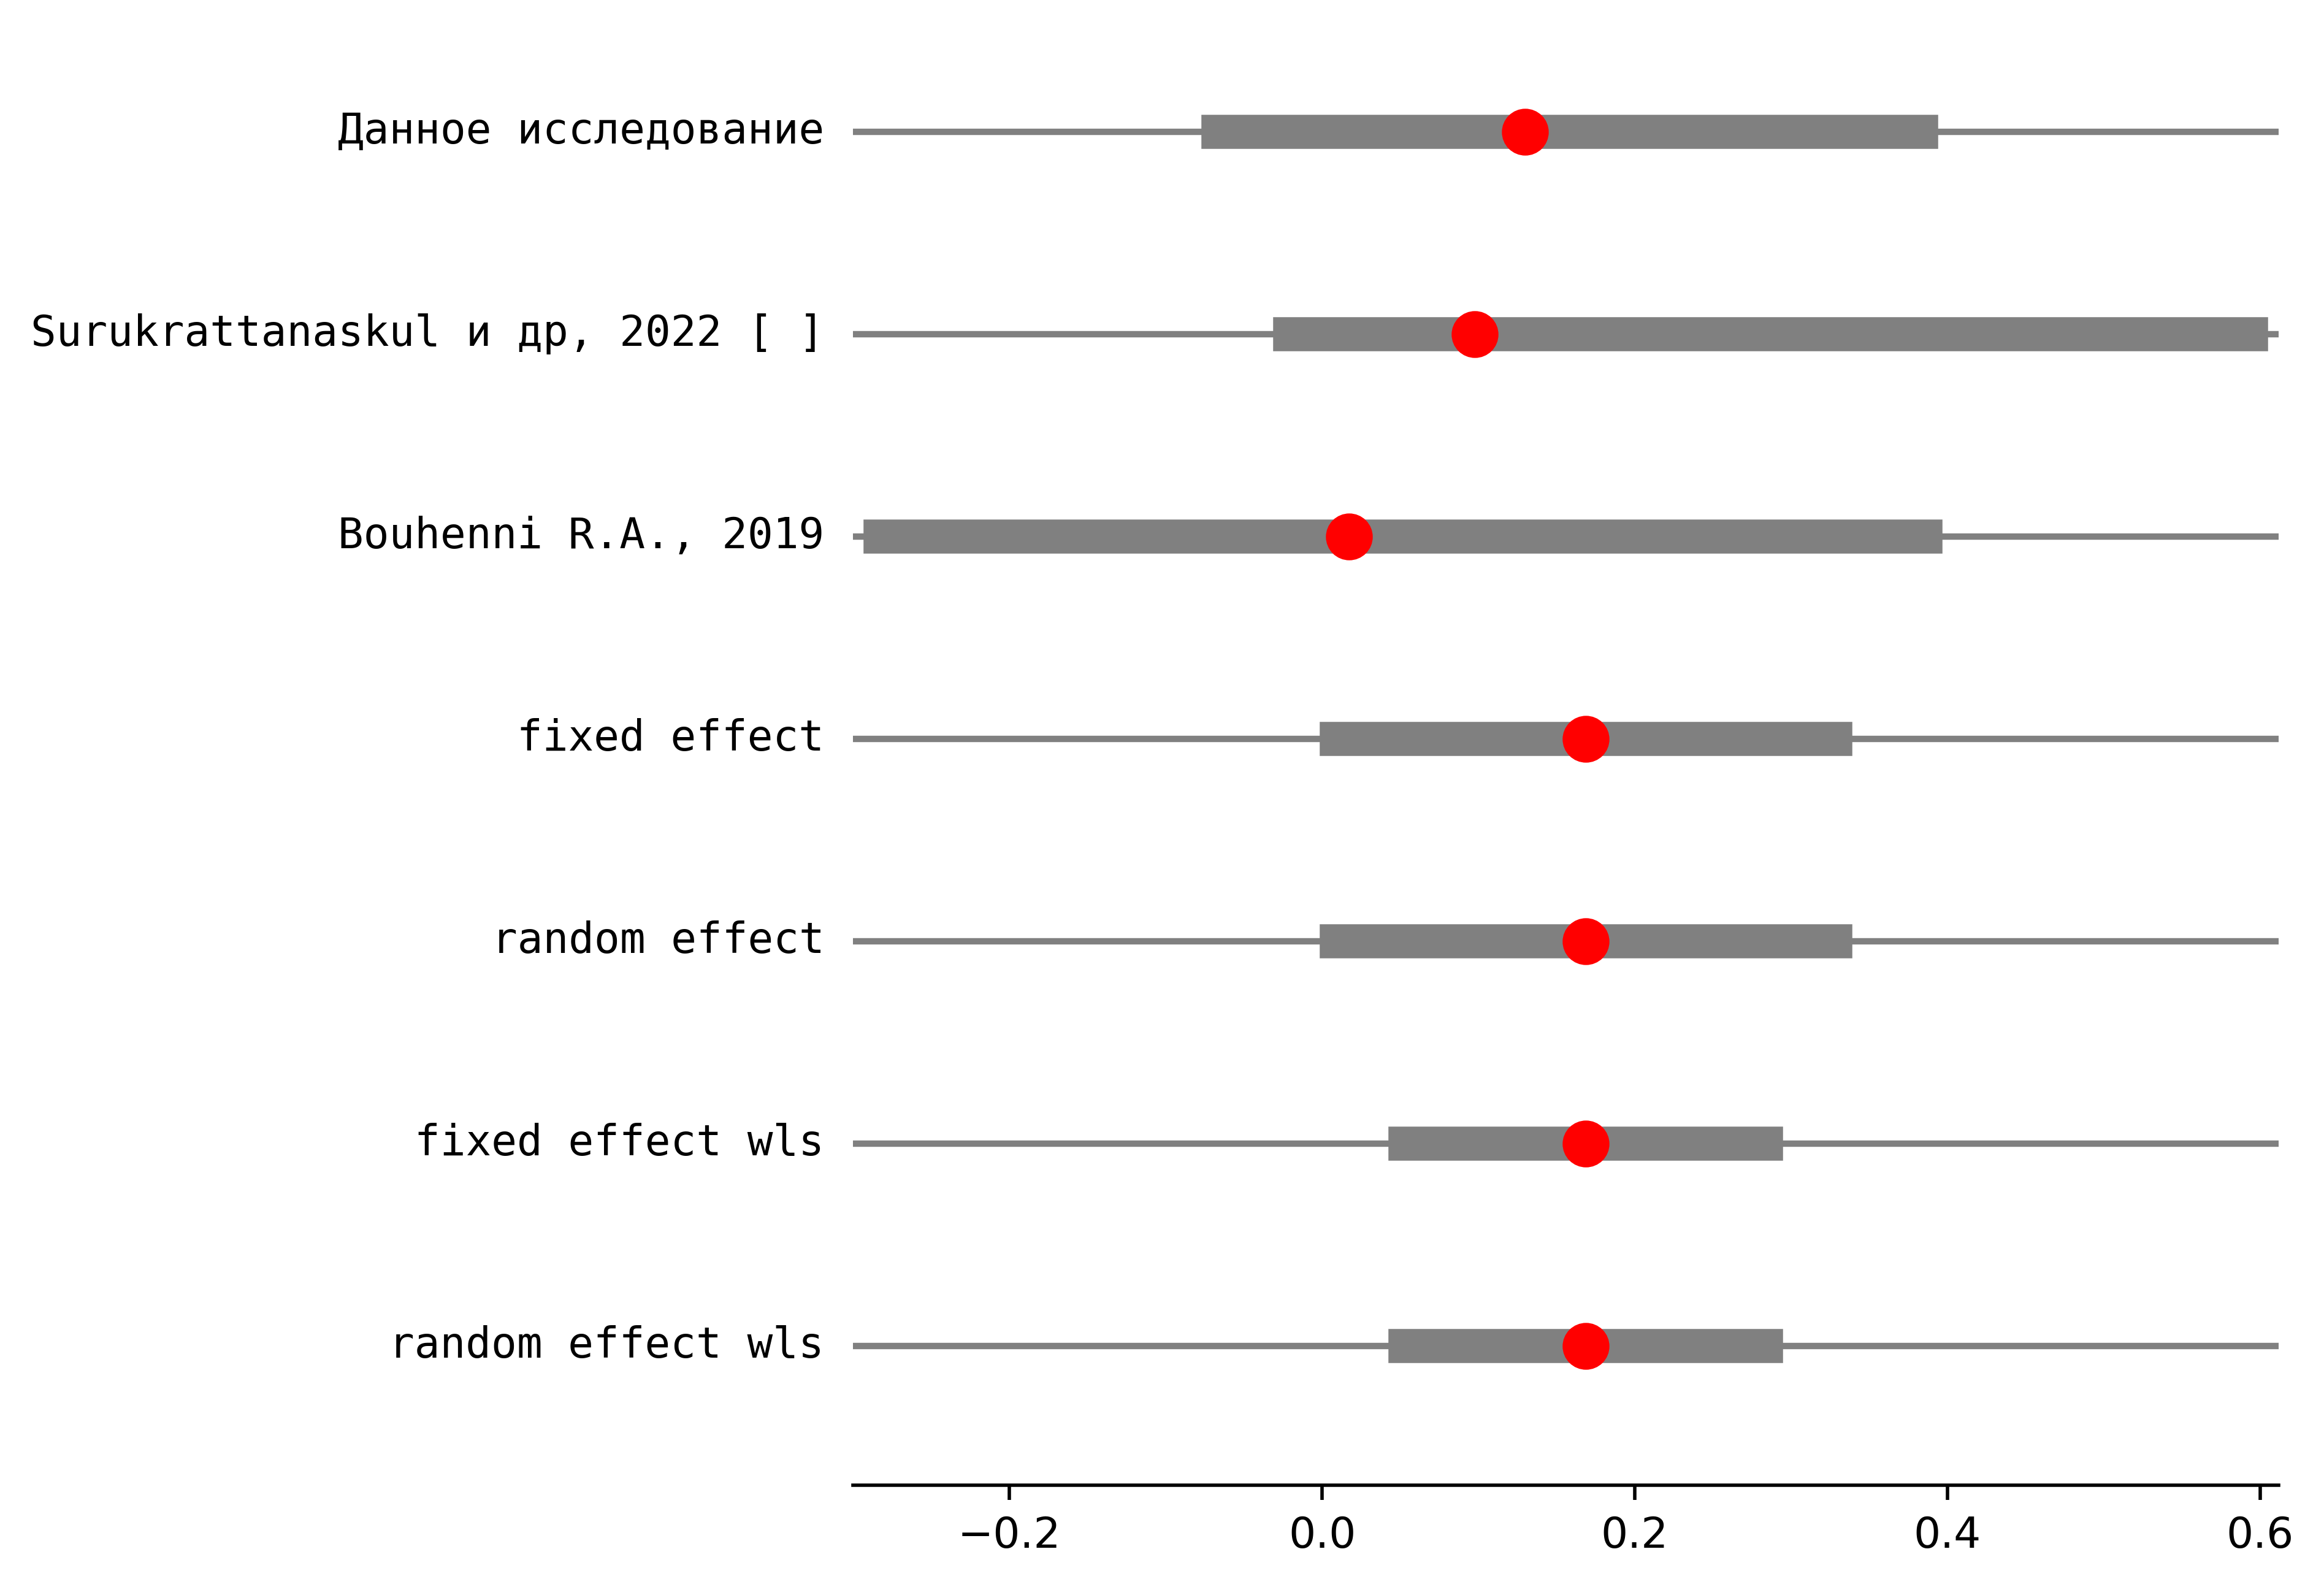 Данное исследование
Surukrattanaskul и др, 2022 [ ]
Bouhenni R.A., 2019
fixed effect
random effect
fixed effect wls
random effect wls
−0.2 0.0 0.2 0.4 0.6